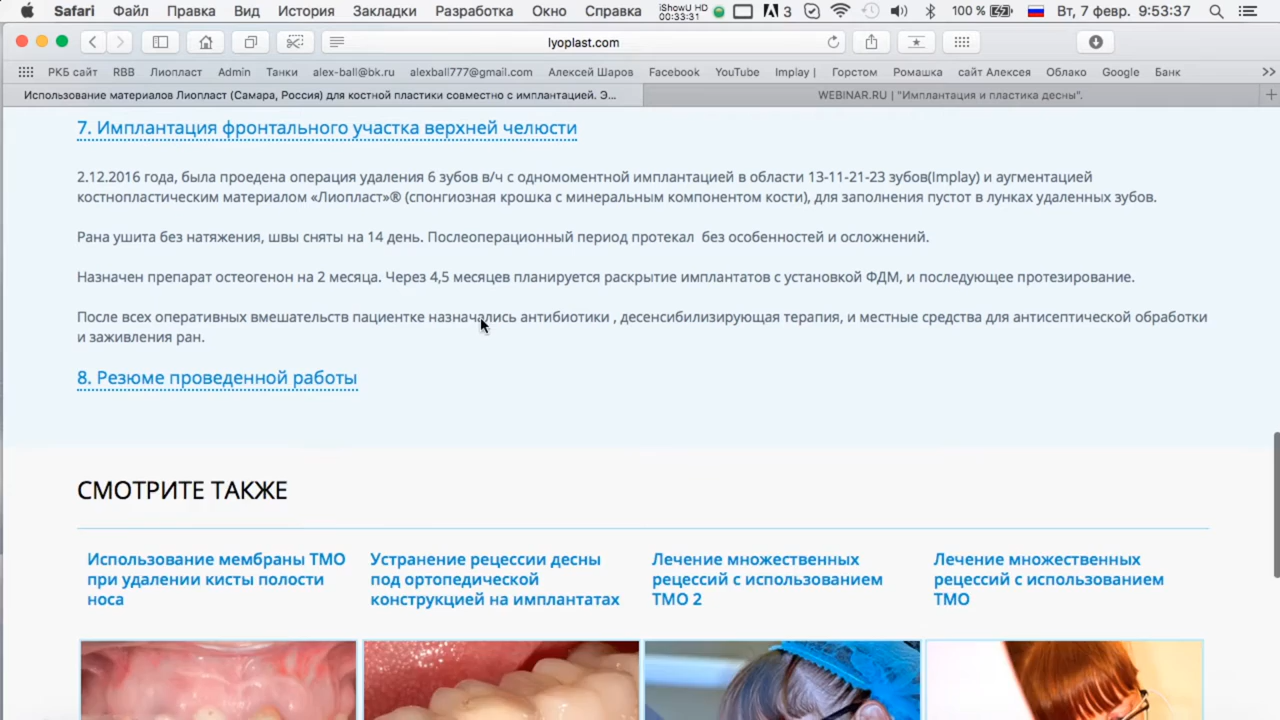 Safari Файл Правка Вид История Закладки Разработка Окно Справка iShowU HD 00:33:31 3 100 % Вт, 7 февр. 9:53:37
lyoplast.com
РКБ сайт RBB Лиопласт Admin Танки alex-ball@bk.ru alexball777@gmail.com Алексей Шаров Facebook YouTube Implay | Горстом Ромашка сайт Алексея Облако Google Банк
Использование материалов Лиопласт (Самара, Россия) для костной пластики совместно с имплантацией. Э... WEBINAR.RU | "Имплантация и пластика десны".
7. Имплантация фронтального участка верхней челюсти
2.12.2016 года, была проедена операция удаления 6 зубов в/ч с одномоментной имплантацией в области 13-11-21-23 зубов(Implay) и аугментацией
костнопластическим материалом «Лиопласт»® (спонгиозная крошка с минеральным компонентом кости), для заполнения пустот в лунках удаленных зубов.
Рана ушита без натяжения, швы сняты на 14 день. Послеоперационный период протекал без особенностей и осложнений.
Назначен препарат остеогенон на 2 месяца. Через 4,5 месяцев планируется раскрытие имплантатов с установкой ФДМ, и последующее протезирование.
После всех оперативных вмешательств пациентке назначались антибиотики , десенсибилизирующая терапия, и местные средства для антисептической обработки
и заживления ран.
8. Резюме проведенной работы
СМОТРИТЕ ТАКЖЕ
Использование мембраны ТМО
при удалении кисты полости
носа
Устранение рецессии десны
под ортопедической
конструкцией на имплантатах
Лечение множественных
рецессий с использованием
ТМО 2
Лечение множественных
рецессий с использованием
ТМО